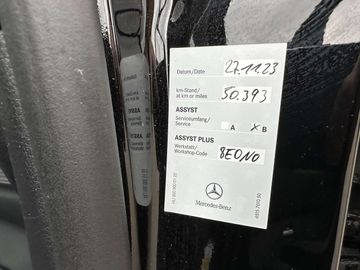 Datum/Date 27.11.23
km-Stand/
at km or miles 50.393
ASSYST
Serviceumfang/
Service A X B
ASSYST PLUS
Werkstatt/
Workshop-Code 8EONO
Mercedes-Benz